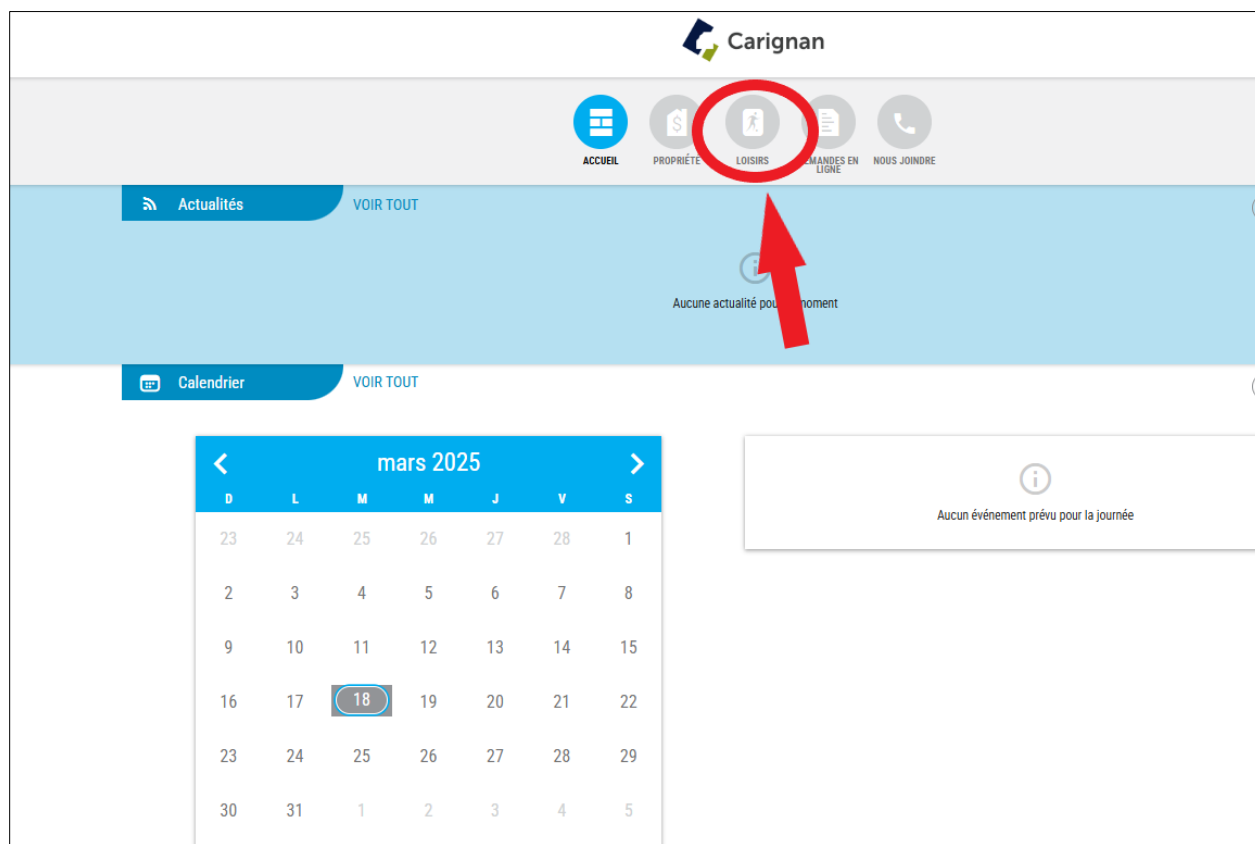 Carignan
ACCUEIL PROPRIÉTÉ LOISIRS DEMANDES EN NOUS JOINDRE
LIGNE
Actualités VOIR TOUT
Aucune actualité pour moment
Calendrier VOIR TOUT
mars 2025
D L M M J V S
23 24 25 26 27 28 1
2 3 4 5 6 7 8
9 10 11 12 13 14 15
16 17 18 19 20 21 22
23 24 25 26 27 28 29
30 31 1 2 3 4 5
Aucun événement prévu pour la journée